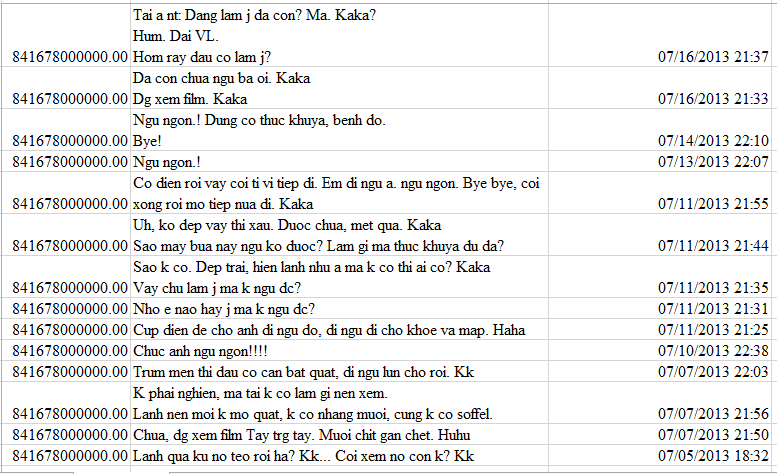 Tai a nt: Dang lam j da con? Ma. Kaka?
Hum. Dai VL.
841678000000.00 Hom ray dau co lam j? 07/16/2013 21:37
Da con chua ngu ba oi. Kaka
841678000000.00 Dg xem film. Kaka 07/16/2013 21:33
Ngu ngon.! Dung co thuc khuya, benh do.
841678000000.00 Bye! 07/14/2013 22:10
841678000000.00 Ngu ngon.! 07/13/2013 22:07
Co dien roi vay coi ti vi tiep di. Em di ngu a. ngu ngon. Bye bye, coi
841678000000.00 xong roi mo tiep nua di. Kaka 07/11/2013 21:55
Uh, ko dep vay thi xau. Duoc chua, met qua. Kaka
841678000000.00 Sao may bua nay ngu ko duoc? Lam gi ma thuc khuya du da? 07/11/2013 21:44
Sao k co. Dep trai, hien lanh nhu a ma k co thi ai co? Kaka
841678000000.00 Vay chu lam j ma k ngu dc? 07/11/2013 21:35
841678000000.00 Nho e nao hay j ma k ngu dc? 07/11/2013 21:31
841678000000.00 Cup dien de cho anh di ngu do, di ngu di cho khoe va map. Haha 07/11/2013 21:25
841678000000.00 Chuc anh ngu ngon!!!! 07/10/2013 22:38
841678000000.00 Trum men thi dau co can bat quat, di ngu lun cho roi. Kk 07/07/2013 22:03
K phai nghien, ma tai k co lam gi nen xem.
841678000000.00 Lanh nen moi k mo quat, k co nhang muoi, cung k co soffel. 07/07/2013 21:56
841678000000.00 Chua, dg xem film Tay trg tay. Muoi chit gan chet. Huhu 07/07/2013 21:50
841678000000.00 Lanh qua ku no teo roi ha? Kk... Coi xem no con k? Kk 07/05/2013 18:32